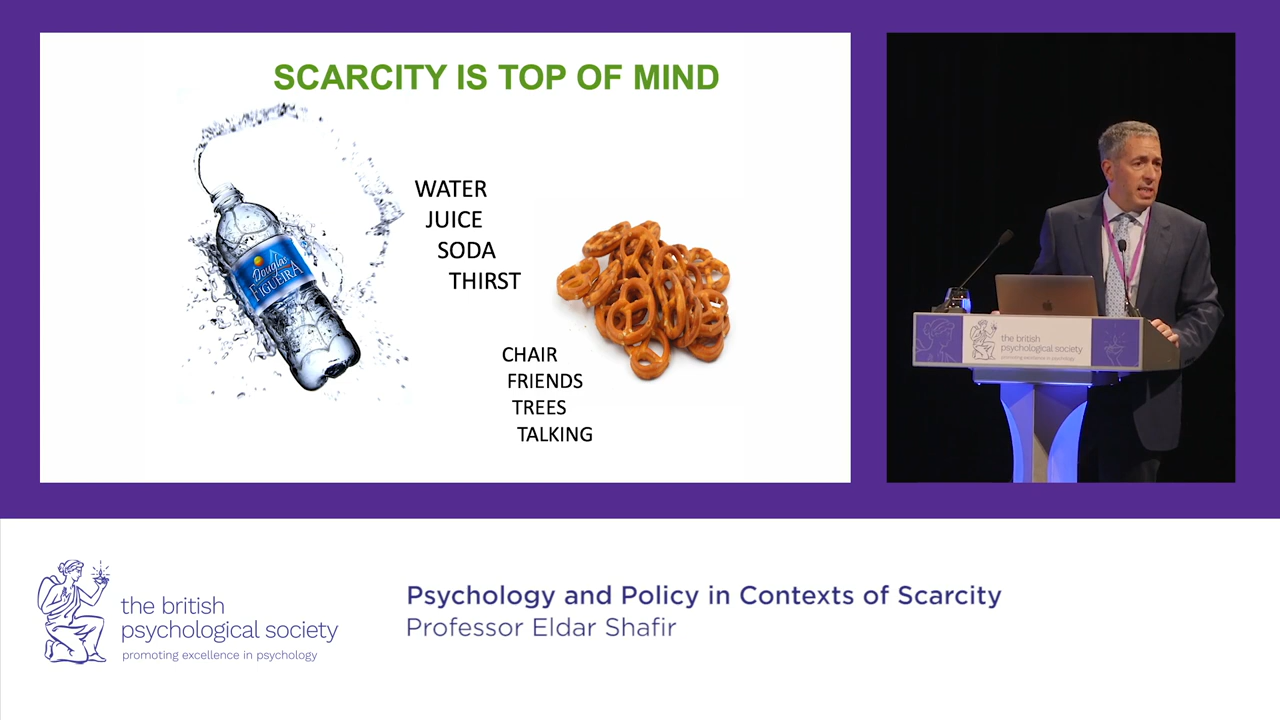 SCARCITY IS TOP OF MIND
WATER
JUICE
SODA
THIRST
Douglas
FIGUEIRA
CHAIR
FRIENDS
TREES
TALKING
the british
psychological society
promoting excellence in psychology
the british
psychological society
promoting excellence in psychology
Psychology and Policy in Contexts of Scarcity
Professor Eldar Shafir